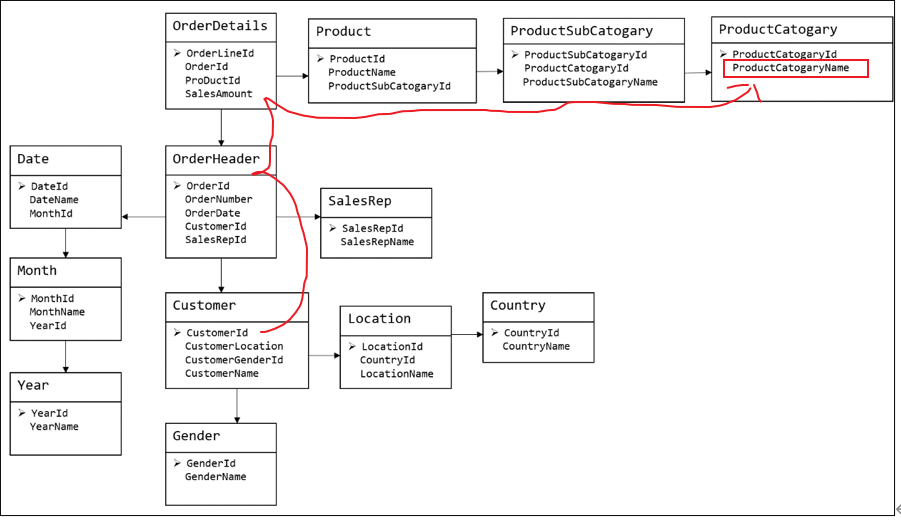 OrderDetails
➢ OrderLineId
OrderId
ProDuctId
SalesAmount
Product
➢ ProductId
ProductName
ProductSubCatogaryId
ProductSubCatogary
➢ ProductSubCatogaryId
ProductCatogaryId
ProductSubCatogaryName
ProductCatogary
➢ ProductCatogaryId
ProductCatogaryName
Date
➢ DateId
DateName
MonthId
OrderHeader
➢ OrderId
OrderNumber
OrderDate
CustomerId
SalesRepId
SalesRep
➢ SalesRepId
SalesRepName
Month
➢ MonthId
MonthName
YearId
Customer
➢ CustomerId
CustomerLocation
CustomerGenderId
CustomerName
Location
➢ LocationId
CountryId
LocationName
Country
➢ CountryId
CountryName
Year
➢ YearId
YearName
Gender
➢ GenderId
GenderName